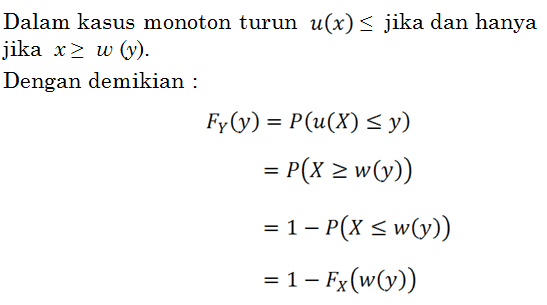 Dalam kasus monoton turun u(x) ≤ jika dan hanya
jika x ≥ w (y).
Dengan demikian :
F_Y(y) = P(u(X) ≤ y)
= P(X ≥ w(y))
= 1 − P(X ≤ w(y))
= 1 − F_X(w(y))